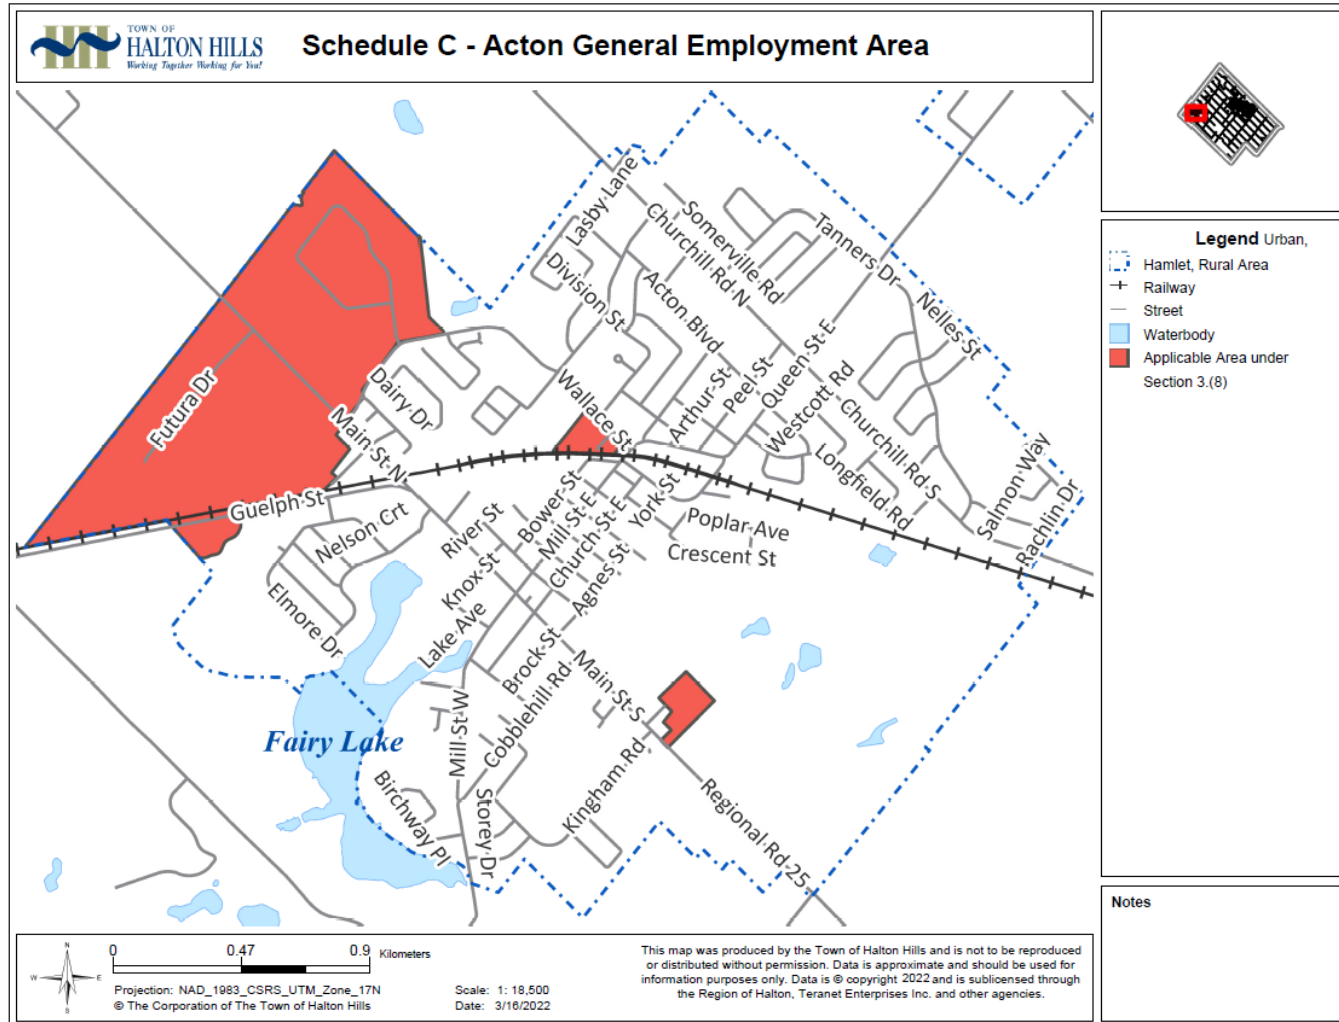 TOWN OF
HALTON HILLS
Working Together Working for You!
Schedule C - Acton General Employment Area
Legend Urban,
Hamlet, Rural Area
Railway
Street
Waterbody
Applicable Area under
Section 3.(8)
Lasby Lane
Somerville Rd
Churchill Rd N
Tanners Dr
Division St
Acton Blvd
Nelles St
Queen St E
Peel St
Arthur St
Westcott Rd
Wallace St
Dairy Dr
Futura Dr
Main St N
Churchill Rd S
Longfield Rd
Salmon Way
Rachlin Dr
Guelph St
Nelson Crt
River St
Bower St
Mill St E
Church St E
York St
Poplar Ave
Crescent St
Knox St
Agnes St
Elmore Dr
Lake Ave
Brock St
Main St S
Cobblehill Rd
Mill St W
Fairy Lake
Kingham Rd
Birchway Pl
Storey Dr
Regional Rd 25
Notes
N
W
E
S
0 0.47 0.9 Kilometers
Projection: NAD_1983_CSRS_UTM_Zone_17N
© The Corporation of The Town of Halton Hills
Scale: 1: 18,500
Date: 3/16/2022
This map was produced by the Town of Halton Hills and is not to be reproduced
or distributed without permission. Data is approximate and should be used for
information purposes only. Data is © copyright 2022 and is sublicensed through
the Region of Halton, Teranet Enterprises Inc. and other agencies.